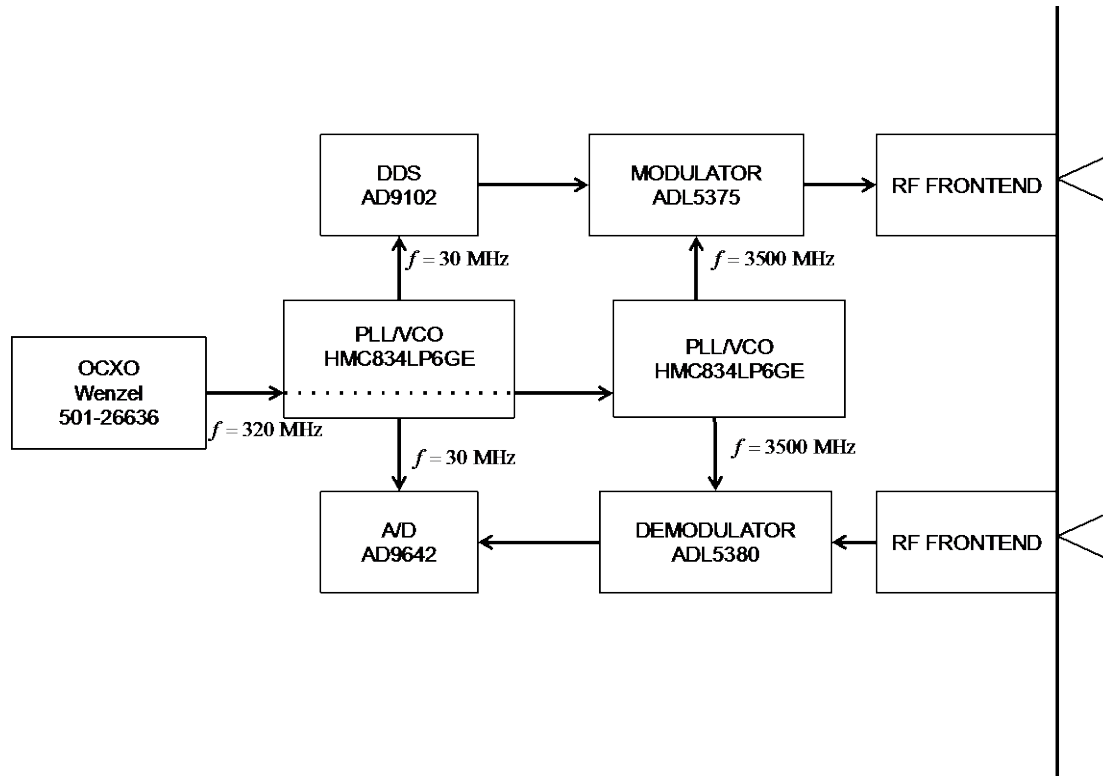 DDS
AD9102
MODULATOR
ADL5375
RF FRONTEND
f = 30 MHz
f = 3500 MHz
OCXO
Wenzel
501-26636
f = 320 MHz
PLL/VCO
HMC834LP6GE
PLL/VCO
HMC834LP6GE
f = 30 MHz
f = 3500 MHz
A/D
AD9642
DEMODULATOR
ADL5380
RF FRONTEND